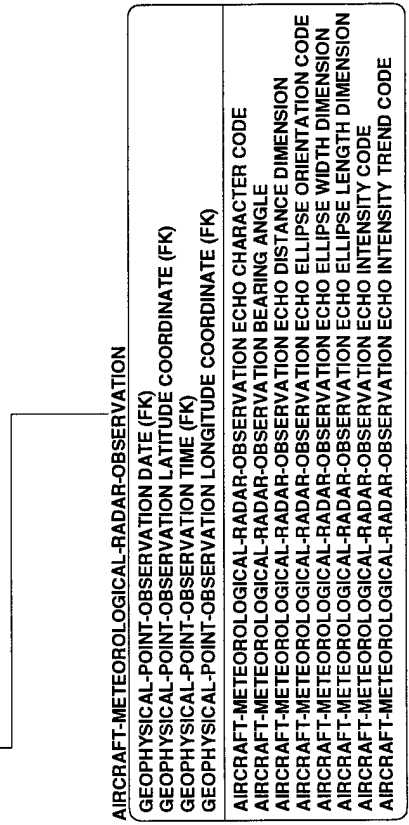 AIRCRAFT-METEOROLOGICAL-RADAR-OBSERVATION
GEOPHYSICAL-POINT-OBSERVATION DATE (FK)
GEOPHYSICAL-POINT-OBSERVATION LATITUDE COORDINATE (FK)
GEOPHYSICAL-POINT-OBSERVATION TIME (FK)
GEOPHYSICAL-POINT-OBSERVATION LONGITUDE COORDINATE (FK)
AIRCRAFT-METEOROLOGICAL-RADAR-OBSERVATION ECHO CHARACTER CODE
AIRCRAFT-METEOROLOGICAL-RADAR-OBSERVATION BEARING ANGLE
AIRCRAFT-METEOROLOGICAL-RADAR-OBSERVATION ECHO DISTANCE DIMENSION
AIRCRAFT-METEOROLOGICAL-RADAR-OBSERVATION ECHO ELLIPSE ORIENTATION CODE
AIRCRAFT-METEOROLOGICAL-RADAR-OBSERVATION ECHO ELLIPSE WIDTH DIMENSION
AIRCRAFT-METEOROLOGICAL-RADAR-OBSERVATION ECHO ELLIPSE LENGTH DIMENSION
AIRCRAFT-METEOROLOGICAL-RADAR-OBSERVATION ECHO INTENSITY CODE
AIRCRAFT-METEOROLOGICAL-RADAR-OBSERVATION ECHO INTENSITY TREND CODE